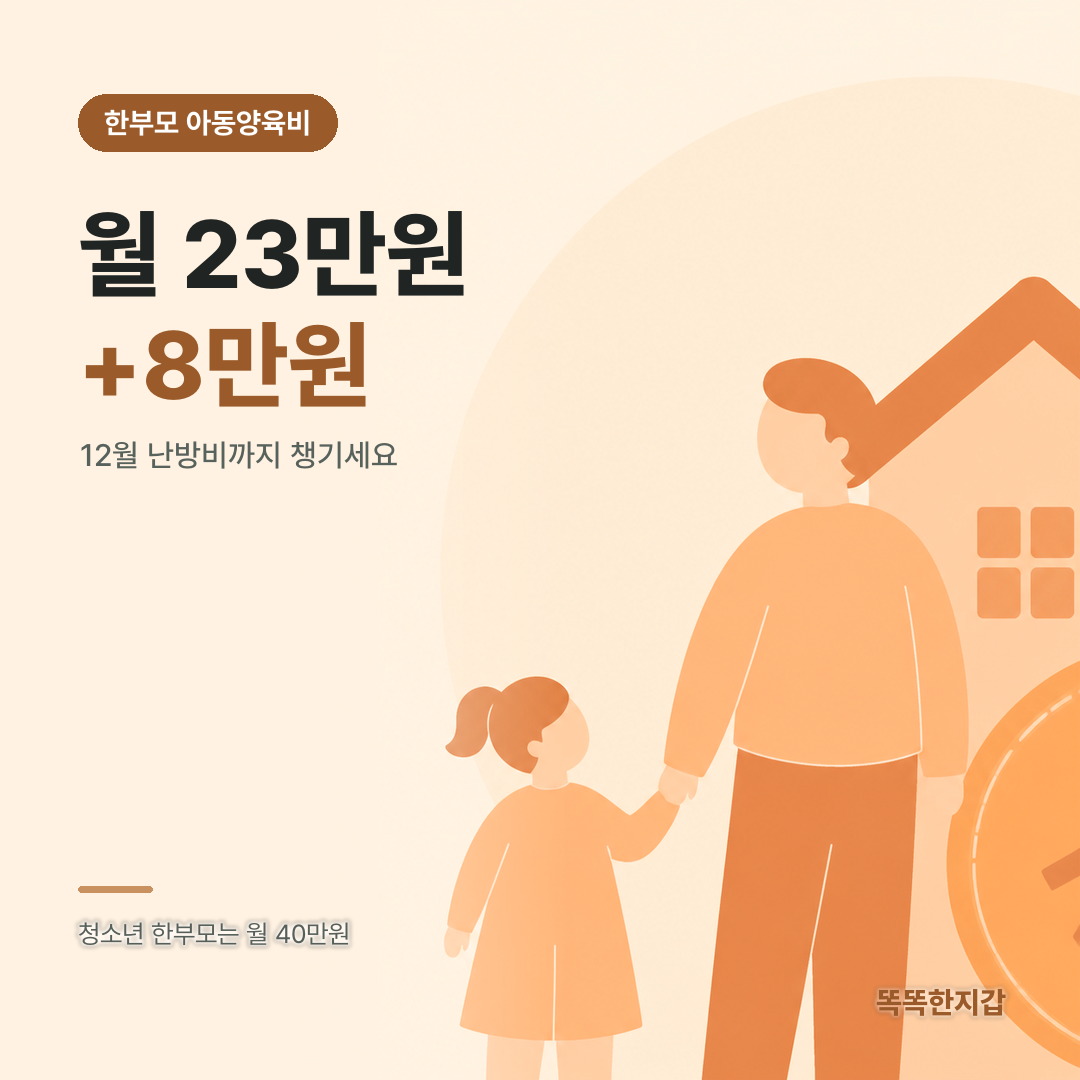 한부모 아동양육비
월 23만원
+8만원
12월 난방비까지 챙기세요
청소년 한부모는 월 40만원
똑똑한지갑